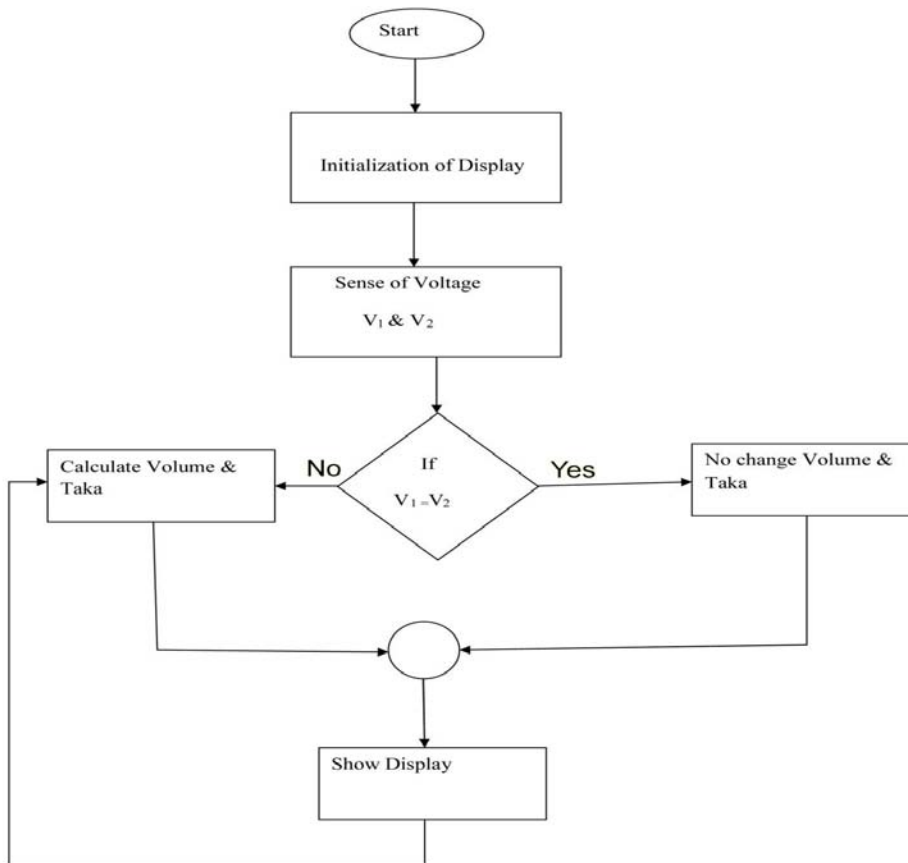 Start
Initialization of Display
Sense of Voltage
V₁ & V₂
If
V₁ = V₂
No
Yes
Calculate Volume &
Taka
No change Volume &
Taka
Show Display